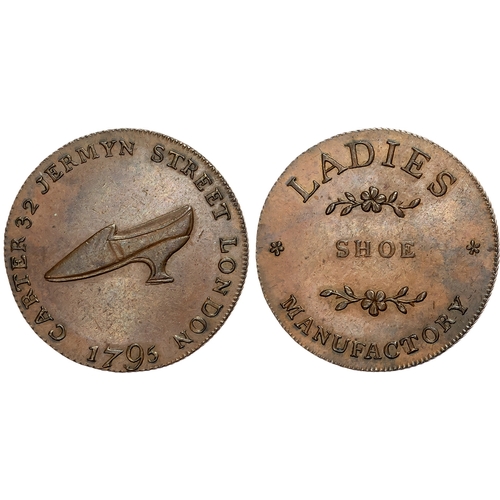 CARTER 32 JERMYN STREET LONDON
1795
LADIES
SHOE
MANUFACTORY